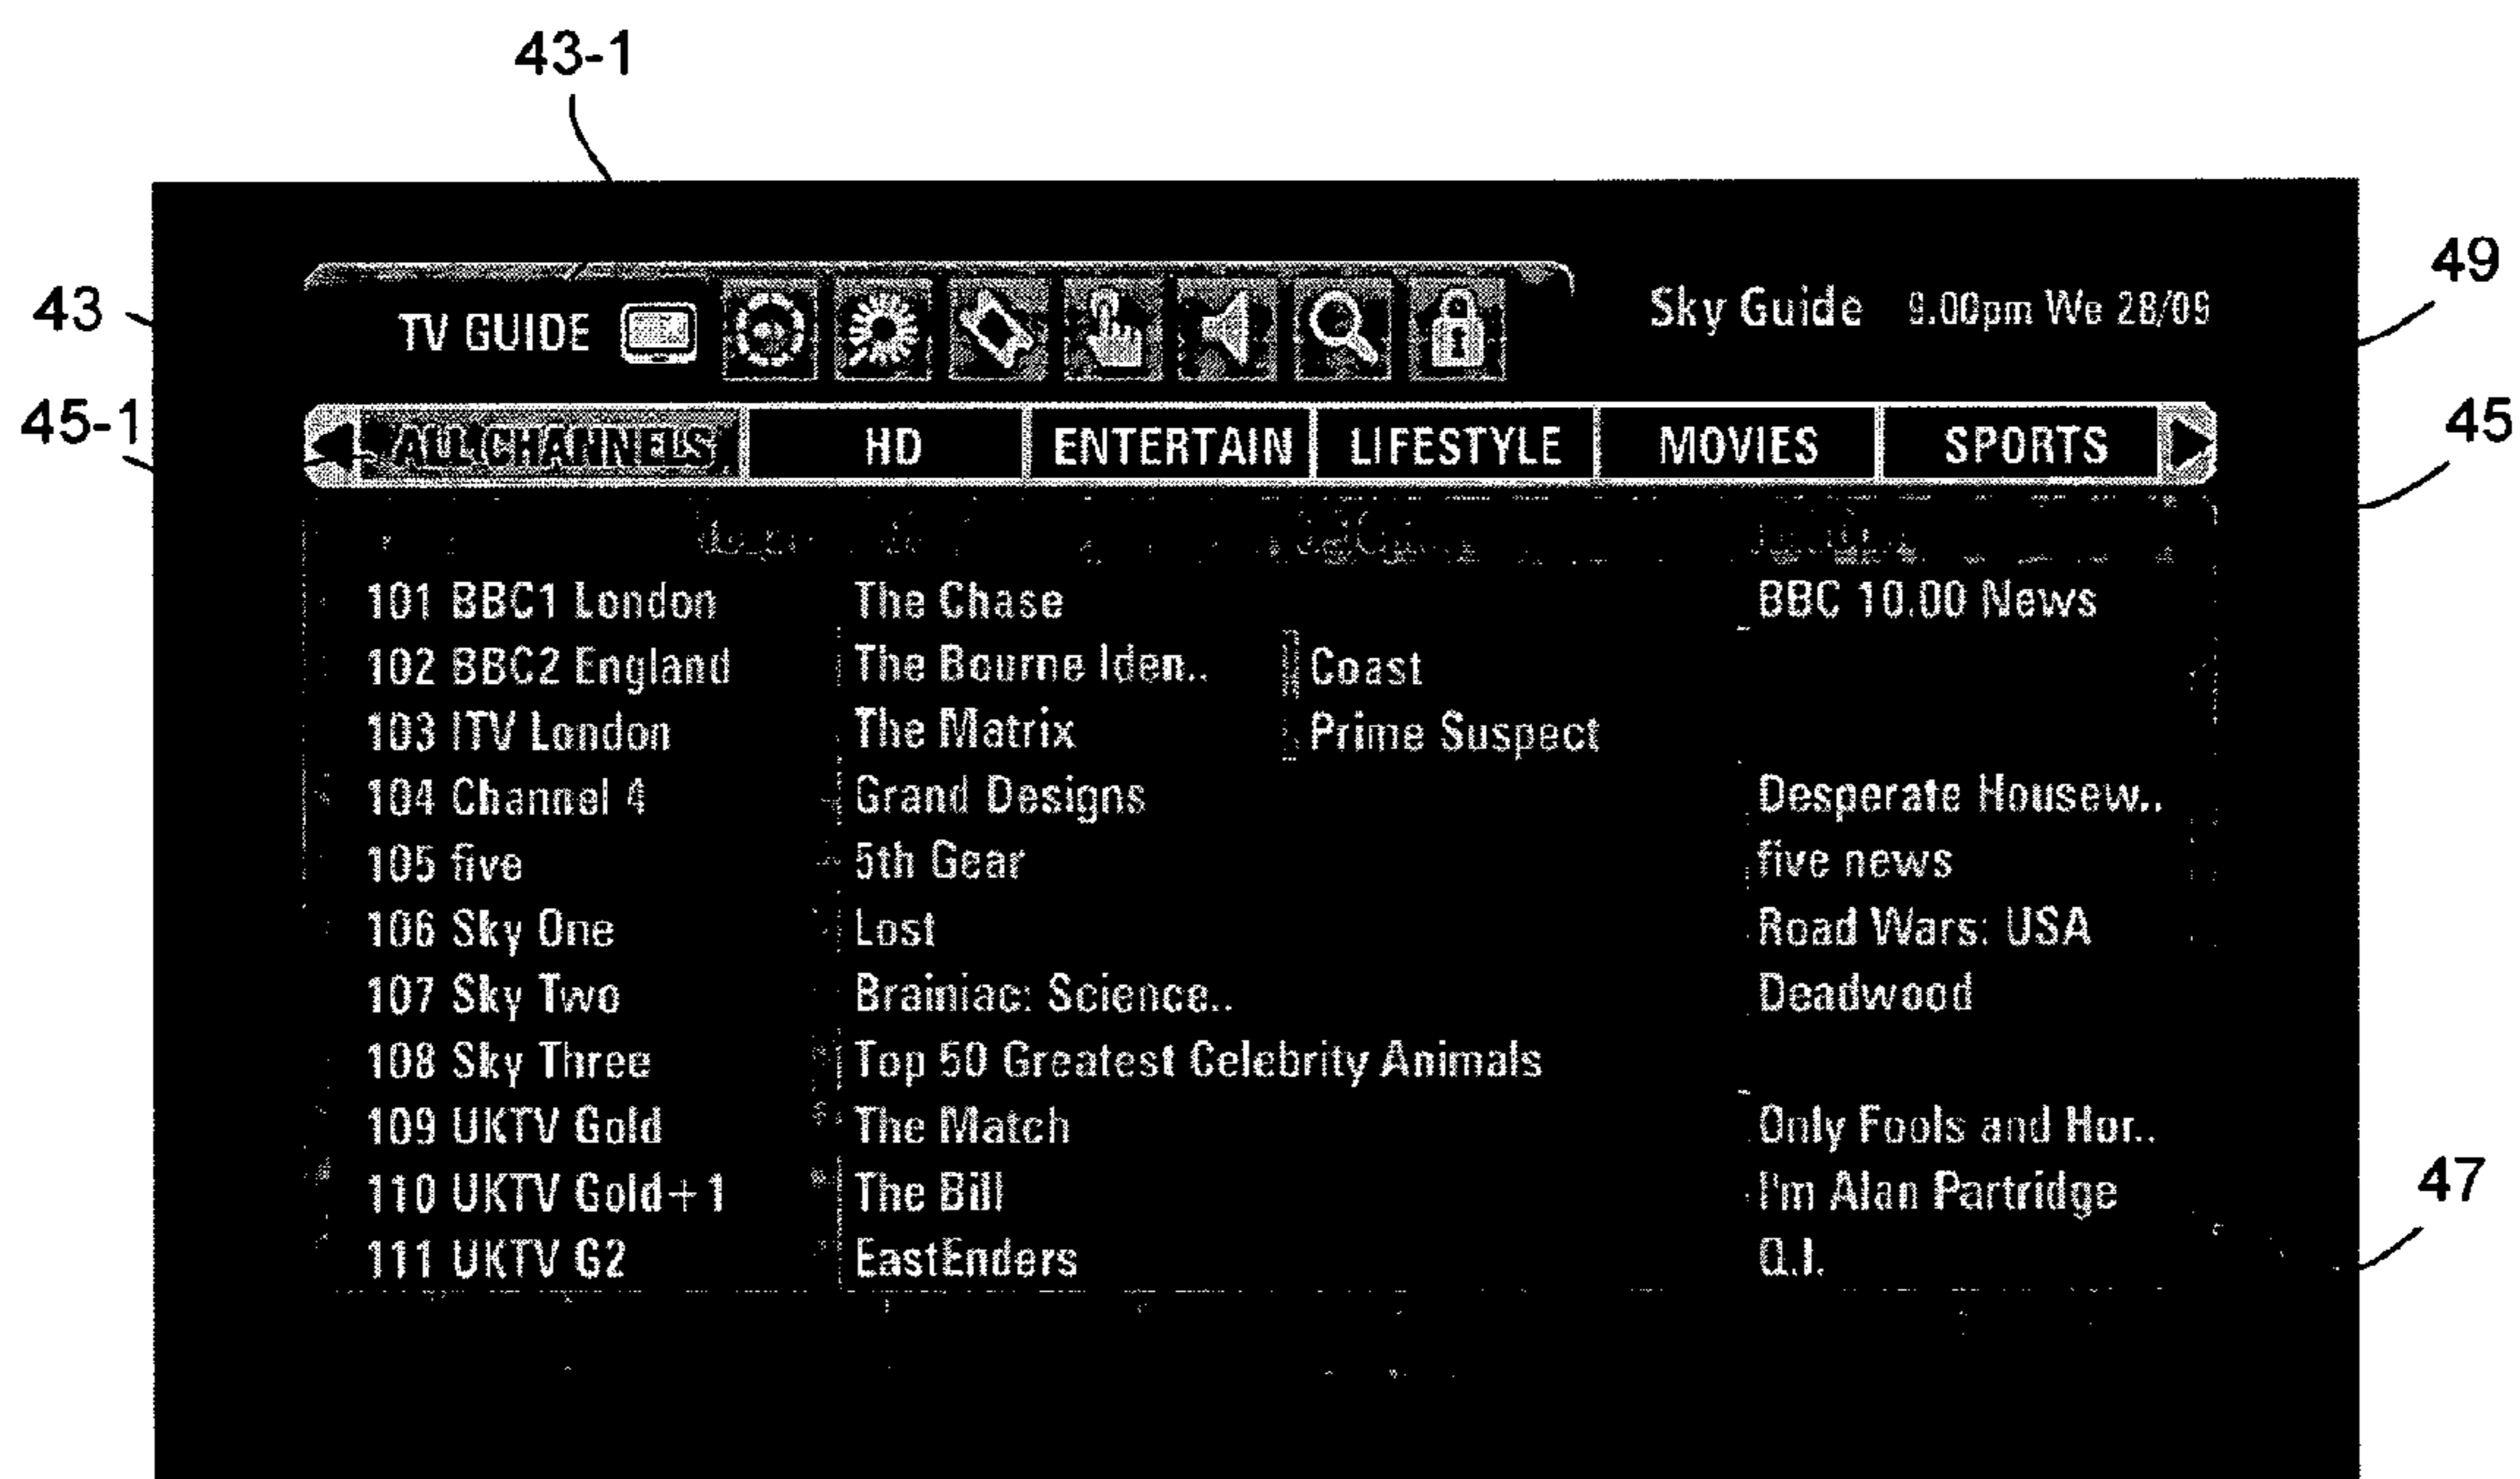 43-1
43
49
TV GUIDE
Sky Guide 9.00pm We 28/09
45-1
45
ALL CHANNELS HD ENTERTAIN LIFESTYLE MOVIES SPORTS
101 BBC1 London The Chase BBC 10.00 News
102 BBC2 England The Bourne Iden.. Coast
103 ITV London The Matrix Prime Suspect
104 Channel 4 Grand Designs Desperate Housew..
105 five 5th Gear five news
106 Sky One Lost Road Wars: USA
107 Sky Two Brainiac: Science.. Deadwood
108 Sky Three Top 50 Greatest Celebrity Animals
109 UKTV Gold The Match Only Fools and Hor..
110 UKTV Gold+1 The Bill I'm Alan Partridge
47
111 UKTV G2 EastEnders Q.I.